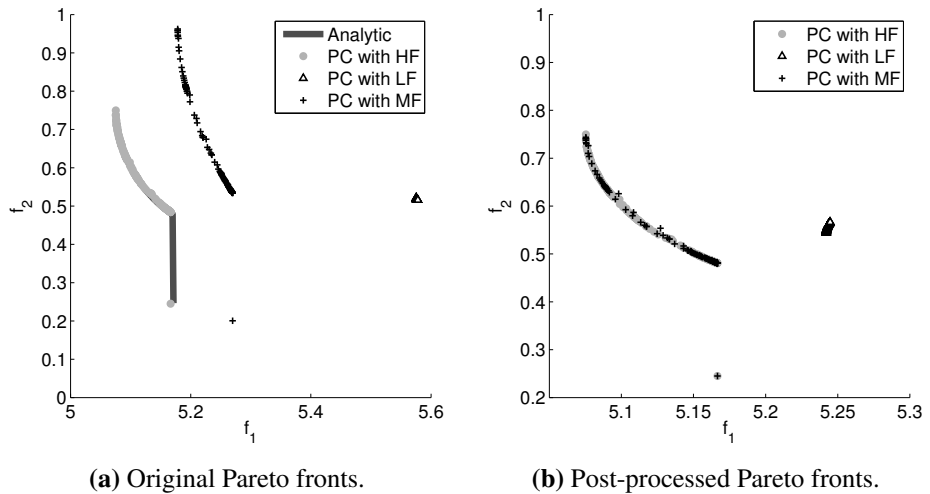 1
0.9
0.8
0.7
0.6
0.5
0.4
0.3
0.2
0.1
0
f_2
5
5.2
5.4
5.6
f_1
Analytic
PC with HF
PC with LF
PC with MF
(a) Original Pareto fronts.
1
0.9
0.8
0.7
0.6
0.5
0.4
0.3
0.2
f_2
5.1
5.15
5.2
5.25
5.3
f_1
PC with HF
PC with LF
PC with MF
(b) Post-processed Pareto fronts.